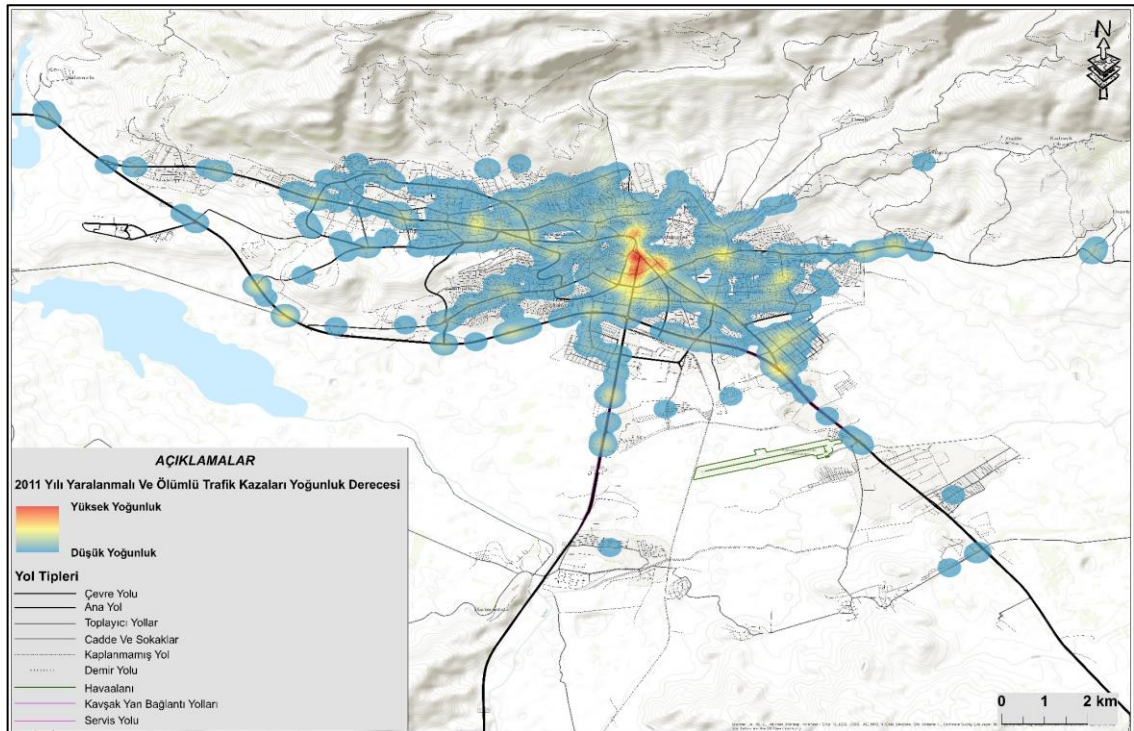 N
AÇIKLAMALAR
2011 Yılı Yaralanmalı Ve Ölümlü Trafik Kazaları Yoğunluk Derecesi
Yüksek Yoğunluk
Düşük Yoğunluk
Yol Tipleri
Çevre Yolu
Ana Yol
Toplayıcı Yollar
Cadde Ve Sokaklar
Kaplanmamış Yol
Demir Yolu
Havaalanı
Kavşak Yan Bağlantı Yolları
Servis Yolu
0 1 2 km